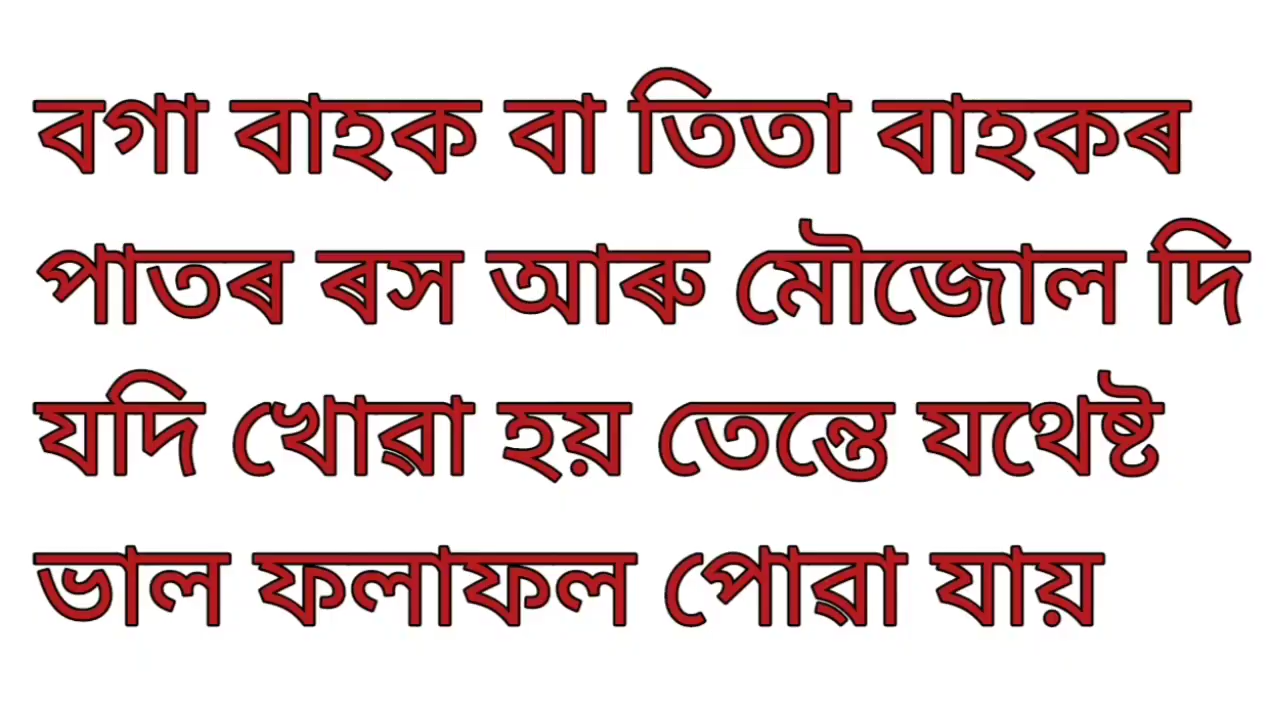 বগা বাহক বা তিতা বাহকৰ
পাতৰ ৰস আৰু মৌজোল দি
যদি খোৱা হয় তেন্তে যথেষ্ট
ভাল ফলাফল পোৱা যায়